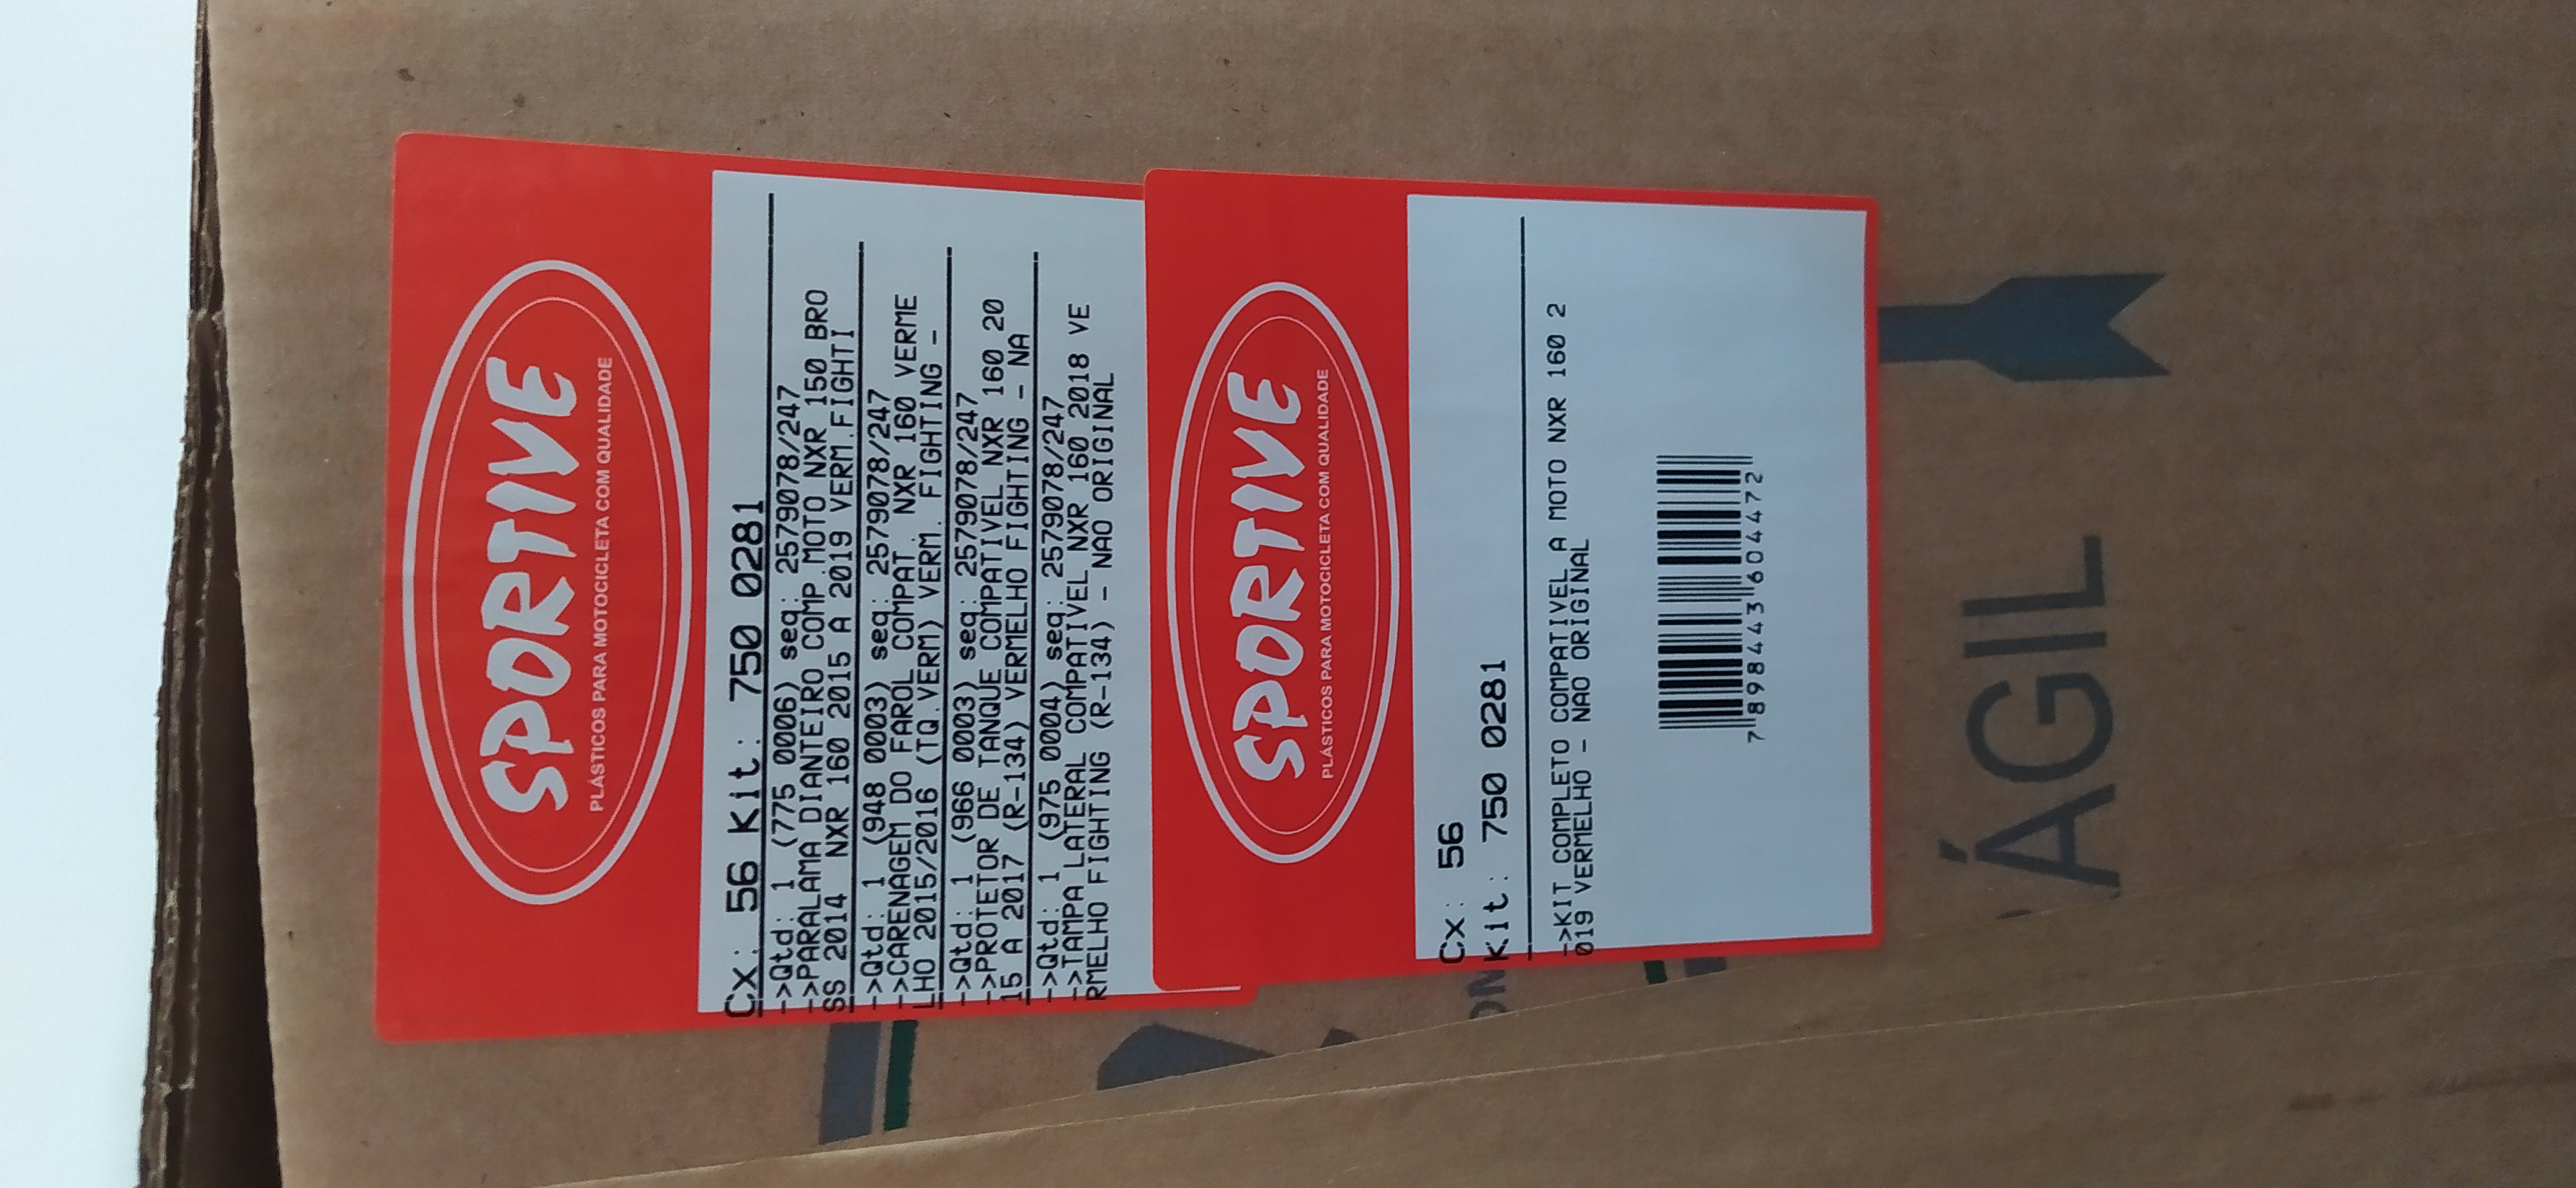 SPORTIVE
PLÁSTICOS PARA MOTOCICLETA COM QUALIDADE
Cx: 56 Kit: 750 0281
->Qtd: 1 (775 0006) seq: 2579078/247
->PARALAMA DIANTEIRO COMP.MOTO NXR 150 BRO
SS 2014 NXR 160 2015 A 2019 VERM.FIGHTI
->Qtd: 1 (948 0003) seq: 2579078/247
->CARENAGEM DO FAROL COMPAT. NXR 160 VERME
LHO 2015/2016 (TQ.VERM) VERM. FIGHTING -
->Qtd: 1 (966 0003) seq: 2579078/247
->PROTETOR DE TANQUE COMPATIVEL NXR 160 20
15 A 2017 (R-134) VERMELHO FIGHTING - NA
->Qtd: 1 (975 0004) seq: 2579078/247
->TAMPA LATERAL COMPATIVEL NXR 160 2018 VE
RMELHO FIGHTING (R-134) - NAO ORIGINAL
SPORTIVE
PLÁSTICOS PARA MOTOCICLETA COM QUALIDADE
Cx: 56
Kit: 750 0281
->KIT COMPLETO COMPATIVEL A MOTO NXR 160 2
019 VERMELHO - NAO ORIGINAL
7 898443 604472
ÁGIL